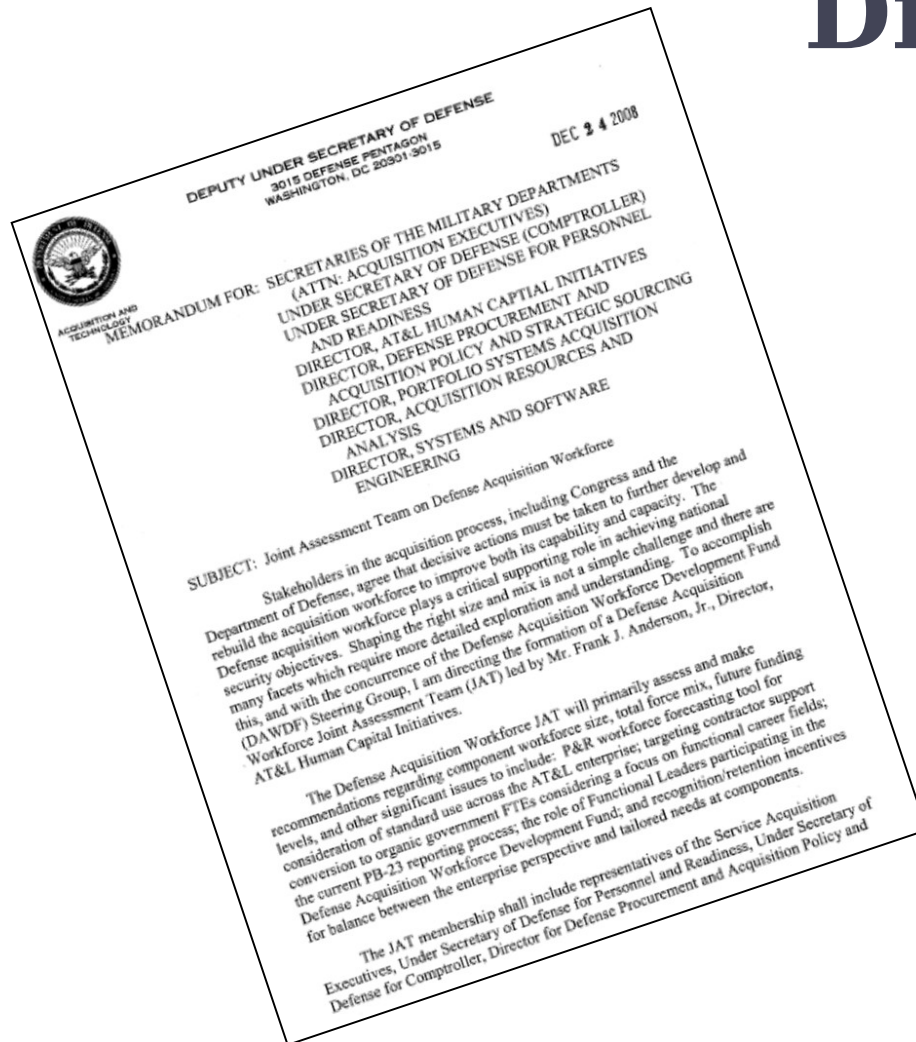 Di
DEPUTY UNDER SECRETARY OF DEFENSE
3015 DEFENSE PENTAGON
WASHINGTON, DC 20301-3015
DEC 24 2008
ACQUISITION AND
TECHNOLOGY
MEMORANDUM FOR: SECRETARIES OF THE MILITARY DEPARTMENTS
(ATTN: ACQUISITION EXECUTIVES)
UNDER SECRETARY OF DEFENSE (COMPTROLLER)
UNDER SECRETARY OF DEFENSE FOR PERSONNEL
AND READINESS
DIRECTOR, AT&L HUMAN CAPTIAL INITIATIVES
DIRECTOR, DEFENSE PROCUREMENT AND
ACQUISITION POLICY AND STRATEGIC SOURCING
DIRECTOR, PORTFOLIO SYSTEMS ACQUISITION
DIRECTOR, ACQUISITION RESOURCES AND
ANALYSIS
DIRECTOR, SYSTEMS AND SOFTWARE
ENGINEERING
SUBJECT: Joint Assessment Team on Defense Acquisition Workforce
Stakeholders in the acquisition process, including Congress and the
Department of Defense, agree that decisive actions must be taken to further develop and
rebuild the acquisition workforce to improve both its capability and capacity. The
Defense acquisition workforce plays a critical supporting role in achieving national
security objectives. Shaping the right size and mix is not a simple challenge and there are
many facets which require more detailed exploration and understanding. To accomplish
this, and with the concurrence of the Defense Acquisition Workforce Development Fund
(DAWDF) Steering Group, I am directing the formation of a Defense Acquisition
Workforce Joint Assessment Team (JAT) led by Mr. Frank J. Anderson, Jr., Director,
AT&L Human Capital Initiatives.
The Defense Acquisition Workforce JAT will primarily assess and make
recommendations regarding component workforce size, total force mix, future funding
levels, and other significant issues to include: P&R workforce forecasting tool for
consideration of standard use across the AT&L enterprise; targeting contractor support
conversion to organic government FTEs considering a focus on functional career fields;
the current PB-23 reporting process; the role of Functional Leaders participating in the
Defense Acquisition Workforce Development Fund; and recognition/retention incentives
for balance between the enterprise perspective and tailored needs at components.
The JAT membership shall include representatives of the Service Acquisition
Executives, Under Secretary of Defense for Personnel and Readiness, Under Secretary of
Defense for Comptroller, Director for Defense Procurement and Acquisition Policy and